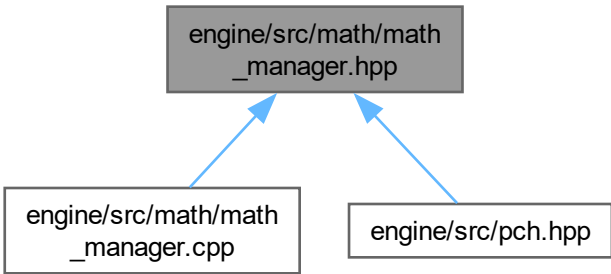 engine/src/math/math
_manager.hpp
engine/src/math/math
_manager.cpp
engine/src/pch.hpp